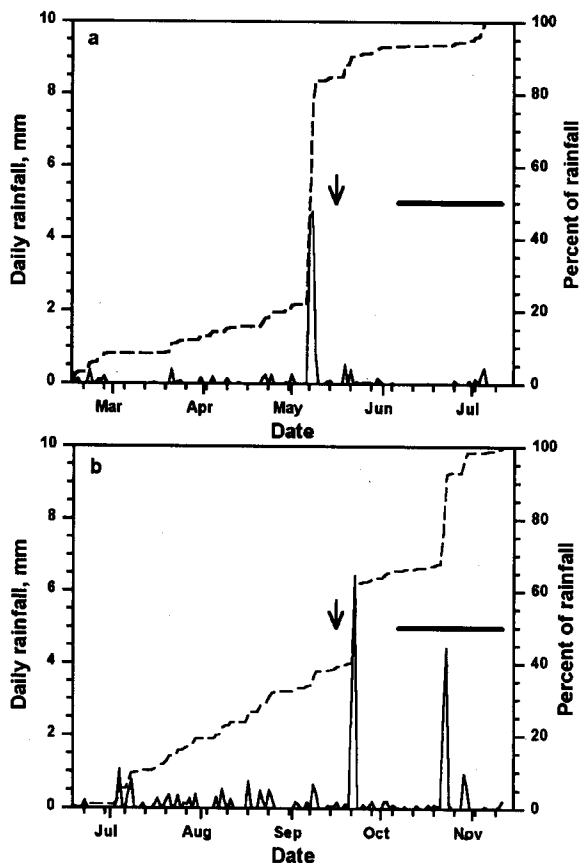 a
Daily rainfall, mm
10
8
6
4
2
0
Percent of rainfall
100
80
60
40
20
0
Mar Apr May Jun Jul
Date
b
Daily rainfall, mm
10
8
6
4
2
0
Percent of rainfall
100
80
60
40
20
0
Jul Aug Sep Oct Nov
Date